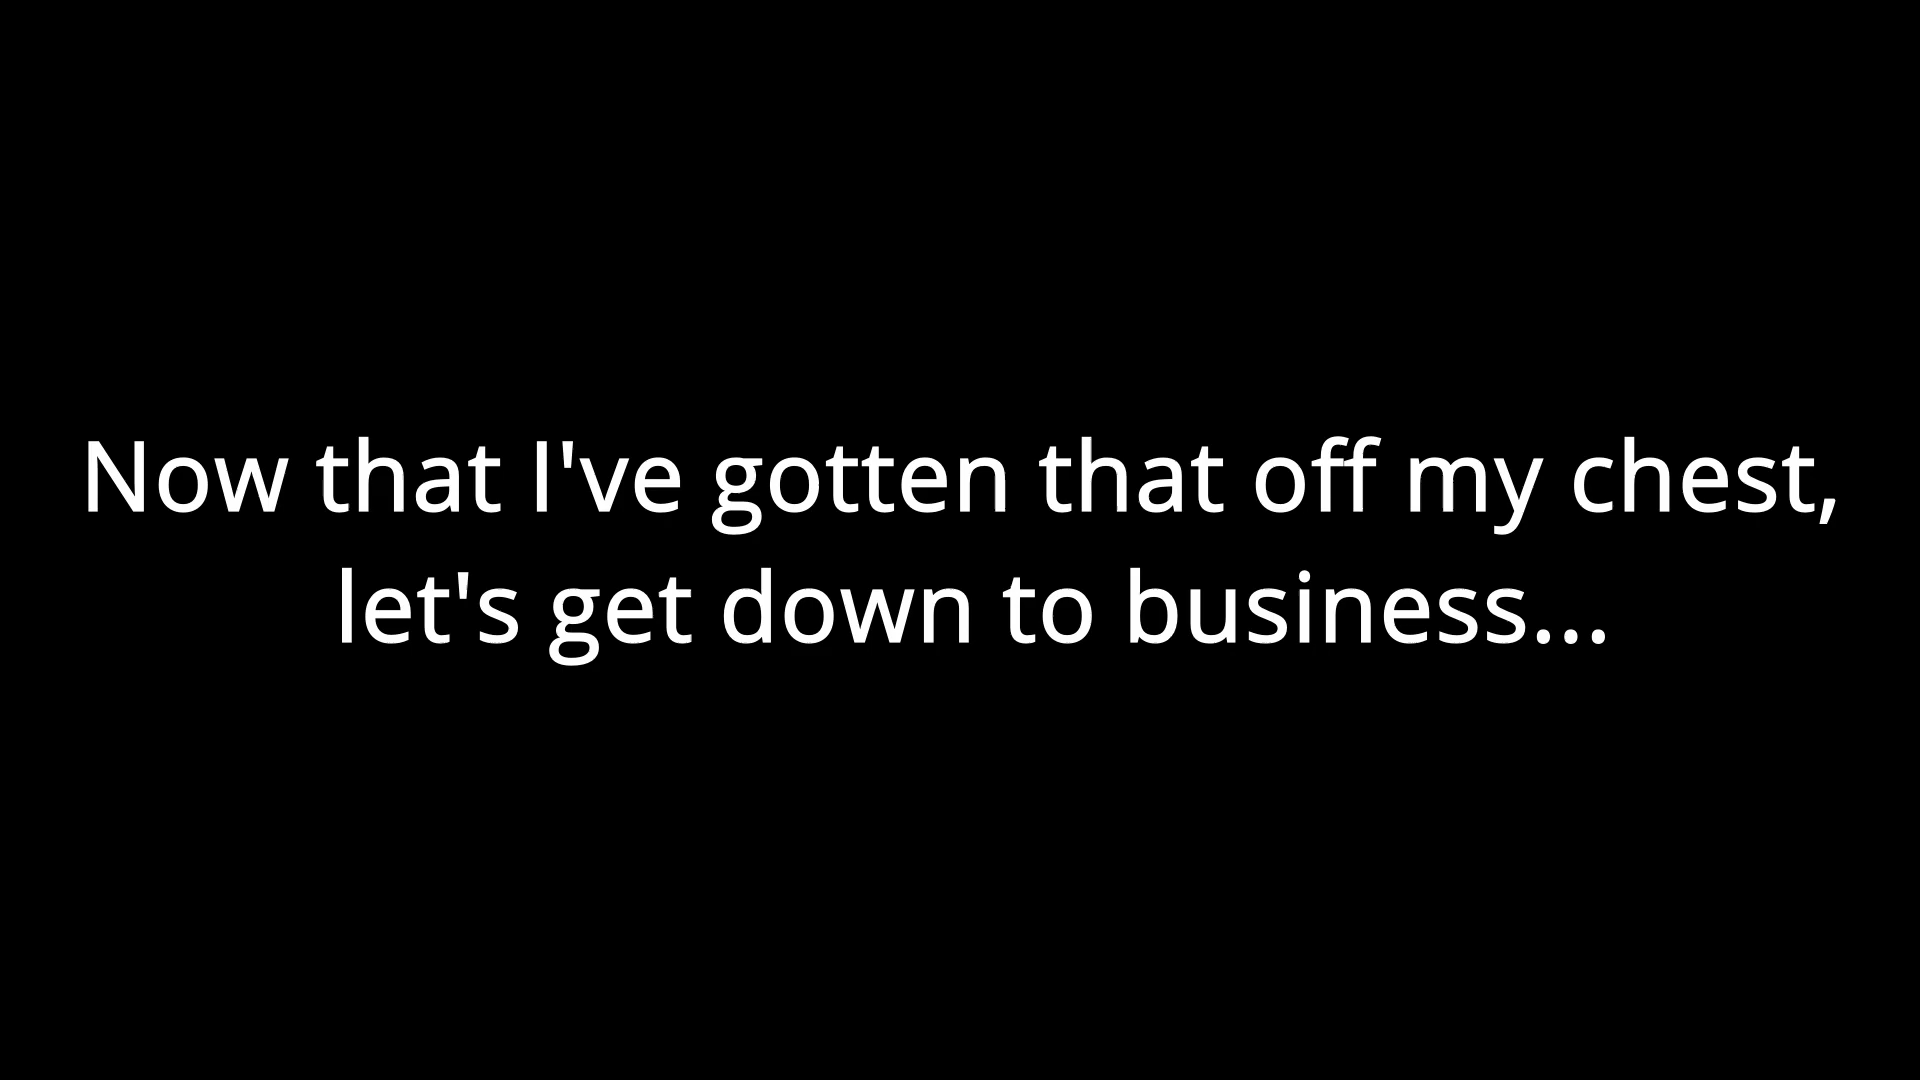 Now that I've gotten that off my chest,
let's get down to business...